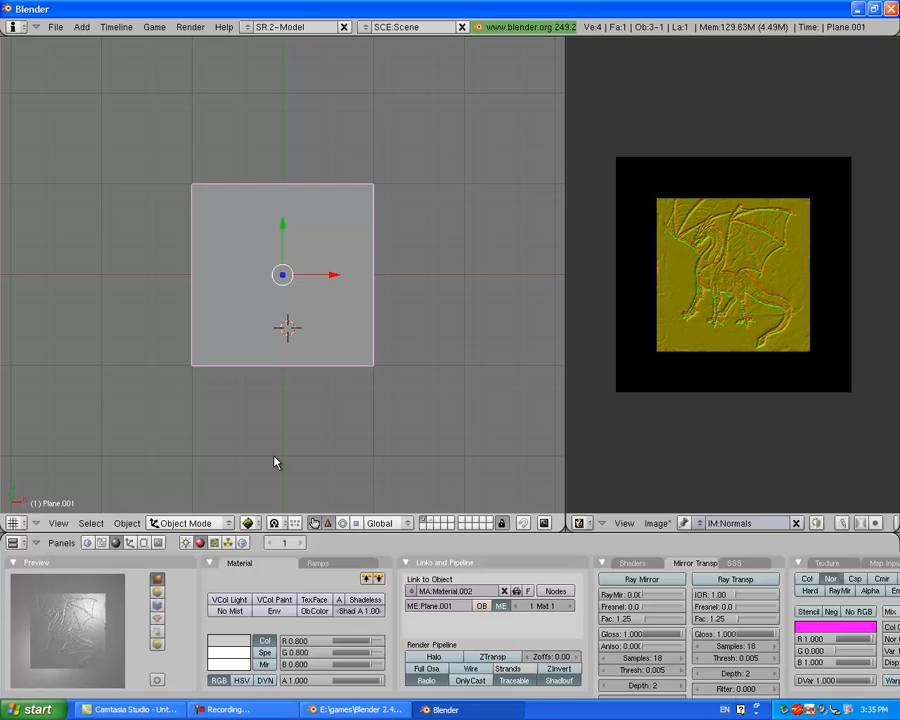 Blender
File Add Timeline Game Render Help SR:2-Model SCE:Scene www.blender.org 249.2 Ve:4 | Fa:1 | Ob:3-1 | La:1 | Mem:129.63M (4.49M) | Time: | Plane.001
(1) Plane.001
View Select Object Object Mode Global View Image* IM:Normals
Panels 1
Preview Material Ramps Links and Pipeline Shaders Mirror Transp SSS Texture Map Inpu
Link to Object
MA:Material.002 F Nodes
ME:Plane.001 OB ME 1 Mat 1
Render Pipeline
Halo ZTransp Zoffs: 0.00
Full Osa Wire Strands ZInvert
Radio OnlyCast Traceable Shadbuf
VCol Light VCol Paint TexFace A Shadeless
No Mist Env ObColor Shad A 1.00
Col R 0.800
Spe G 0.800
Mir B 0.800
RGB HSV DYN A 1.000
Ray Mirror Ray Transp
RayMir: 0.0 IOR: 1.00
Fresnel: 0.0 Fresnel: 0.0
Fac: 1.25 Fac: 1.25
Gloss: 1.000 Gloss: 1.000
Aniso: 0.00 Samples: 18
Samples: 18 Thresh: 0.005
Thresh: 0.005 Depth: 2
Depth: 2 Filter: 0.000
Col Nor Csp Cmir
Hard RayMir Alpha
Stencil Neg No RGB
Col
R 1.000 Nor
G 0.000
B 1.000
DVar 1.000 Warp
start Camtasia Studio - Unt... Recording... E:\games\Blender 2.4... Blender EN 3:35 PM